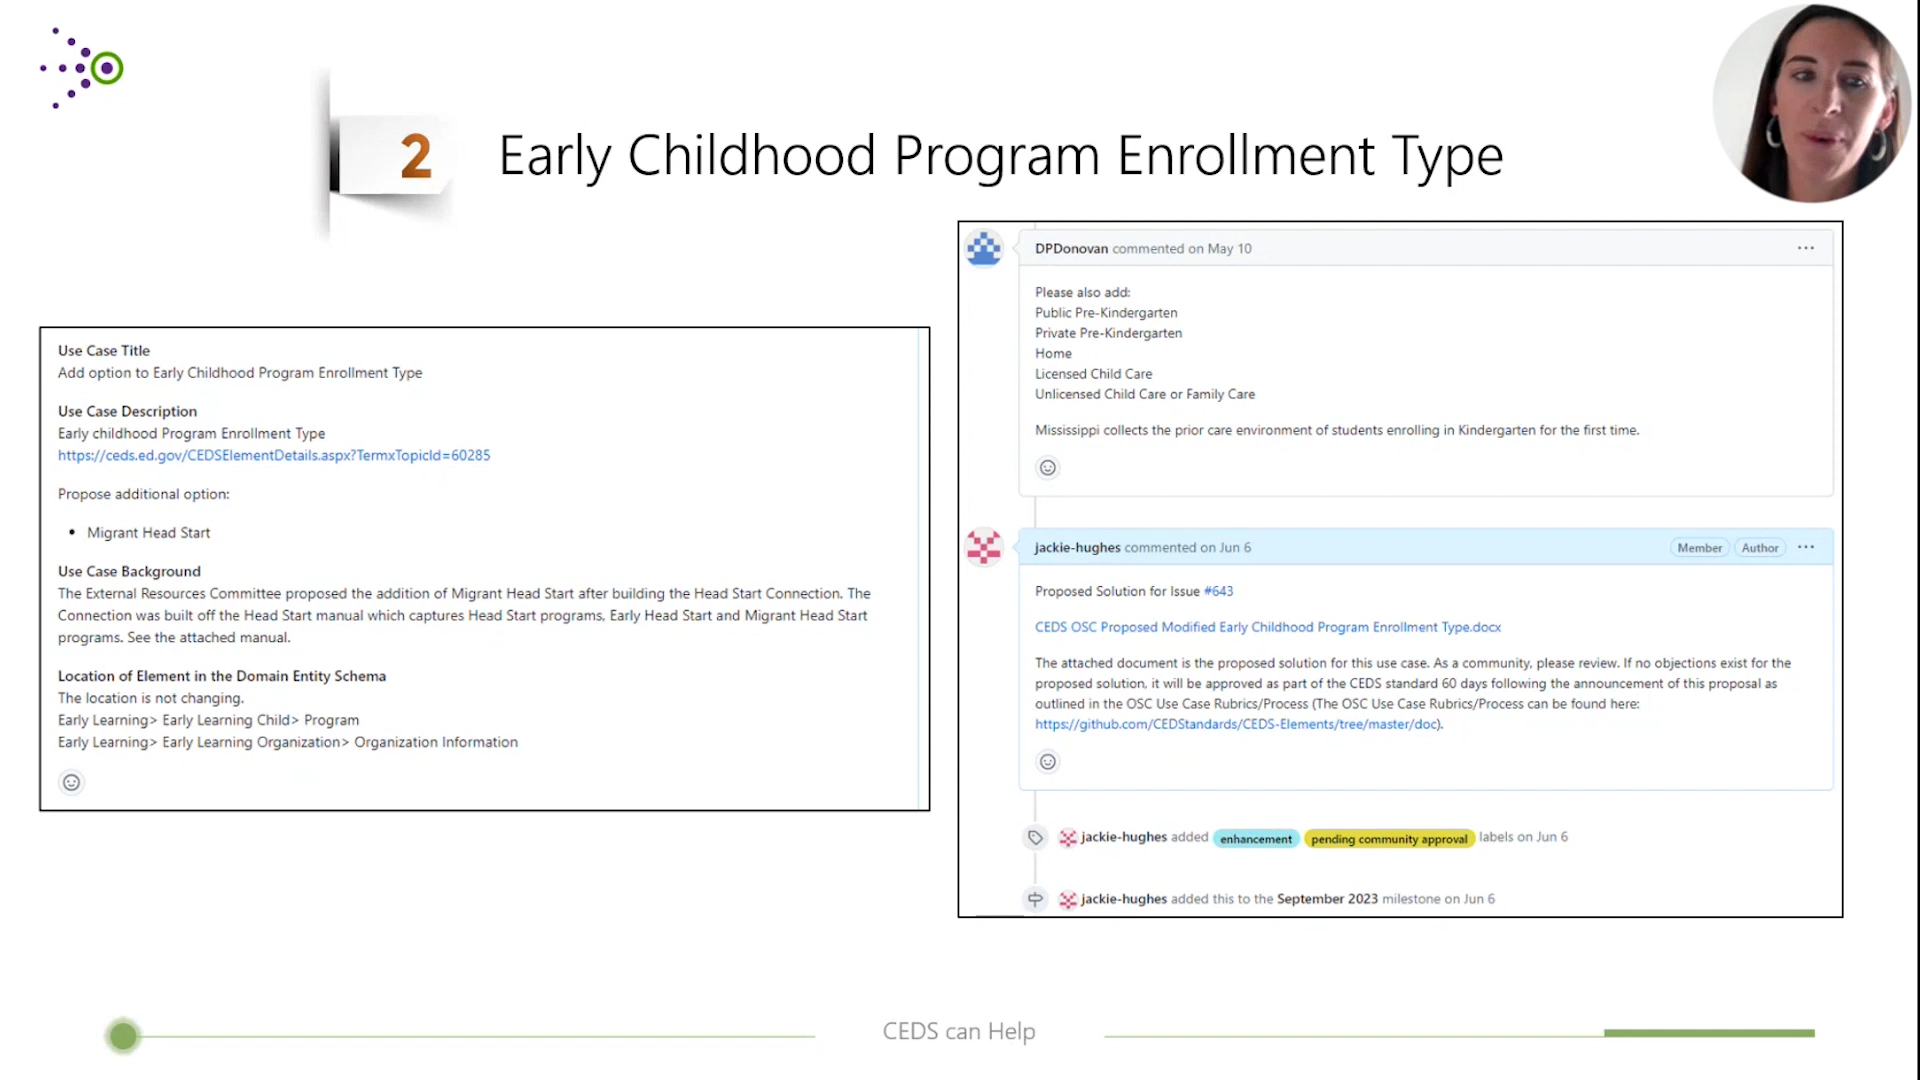 2
Early Childhood Program Enrollment Type
Use Case Title
Add option to Early Childhood Program Enrollment Type
Use Case Description
Early childhood Program Enrollment Type
https://ceds.ed.gov/CEDSElementDetails.aspx?TermxTopicId=60285
Propose additional option:
• Migrant Head Start
Use Case Background
The External Resources Committee proposed the addition of Migrant Head Start after building the Head Start Connection. The
Connection was built off the Head Start manual which captures Head Start programs, Early Head Start and Migrant Head Start
programs. See the attached manual.
Location of Element in the Domain Entity Schema
The location is not changing.
Early Learning> Early Learning Child> Program
Early Learning> Early Learning Organization> Organization Information
DPDonovan commented on May 10
Please also add:
Public Pre-Kindergarten
Private Pre-Kindergarten
Home
Licensed Child Care
Unlicensed Child Care or Family Care
Mississippi collects the prior care environment of students enrolling in Kindergarten for the first time.
jackie-hughes commented on Jun 6 Member Author
Proposed Solution for Issue #643
CEDS OSC Proposed Modified Early Childhood Program Enrollment Type.docx
The attached document is the proposed solution for this use case. As a community, please review. If no objections exist for the
proposed solution, it will be approved as part of the CEDS standard 60 days following the announcement of this proposal as
outlined in the OSC Use Case Rubrics/Process (The OSC Use Case Rubrics/Process can be found here:
https://github.com/CEDStandards/CEDS-Elements/tree/master/doc).
jackie-hughes added enhancement pending community approval labels on Jun 6
jackie-hughes added this to the September 2023 milestone on Jun 6
CEDS can Help